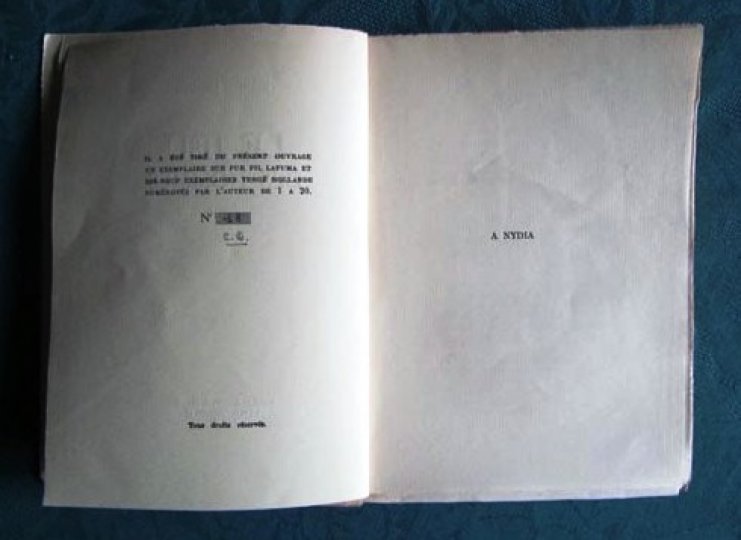 IL A ÉTÉ TIRÉ DU PRÉSENT OUVRAGE
UN EXEMPLAIRE SUR PUR FIL LAFUMA ET
DIX-NEUF EXEMPLAIRES VERGÉ HOLLANDE
NUMÉROTÉS PAR L'AUTEUR DE 1 A 20.
N°
Tous droits réservés.
A NYDIA